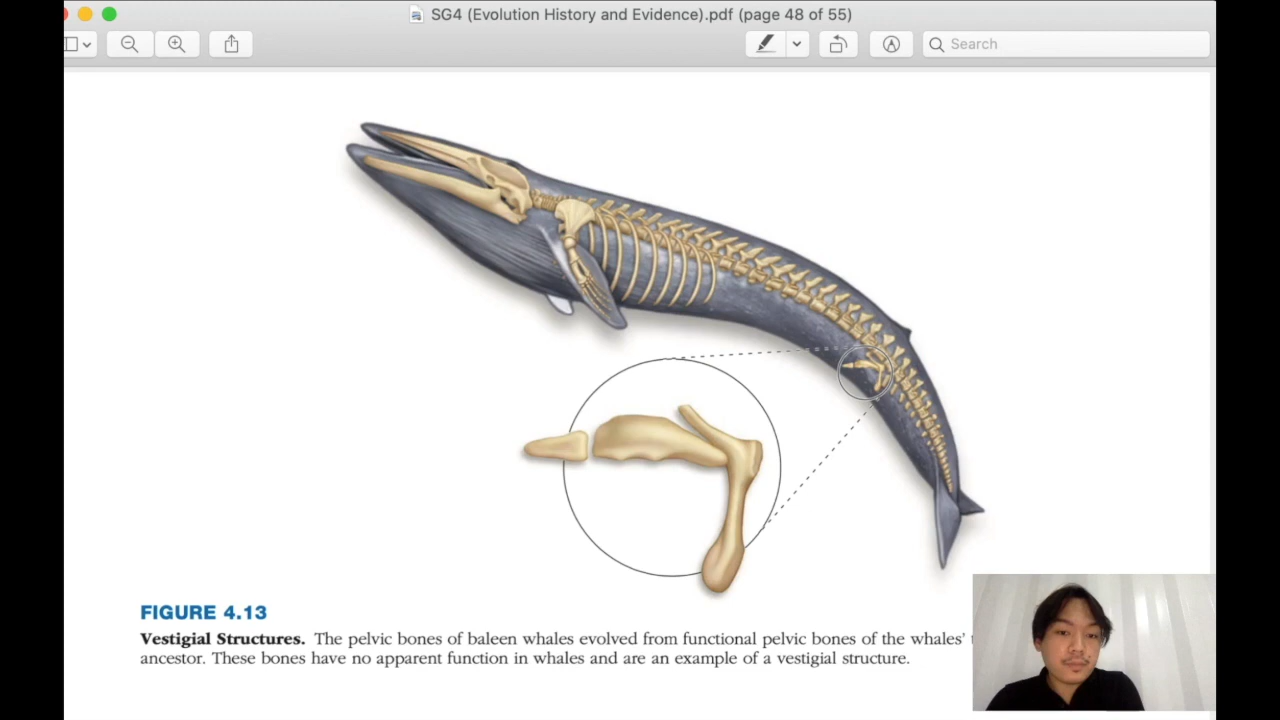 SG4 (Evolution History and Evidence).pdf (page 48 of 55)
Search
FIGURE 4.13
Vestigial Structures. The pelvic bones of baleen whales evolved from functional pelvic bones of the whales'
ancestor. These bones have no apparent function in whales and are an example of a vestigial structure.